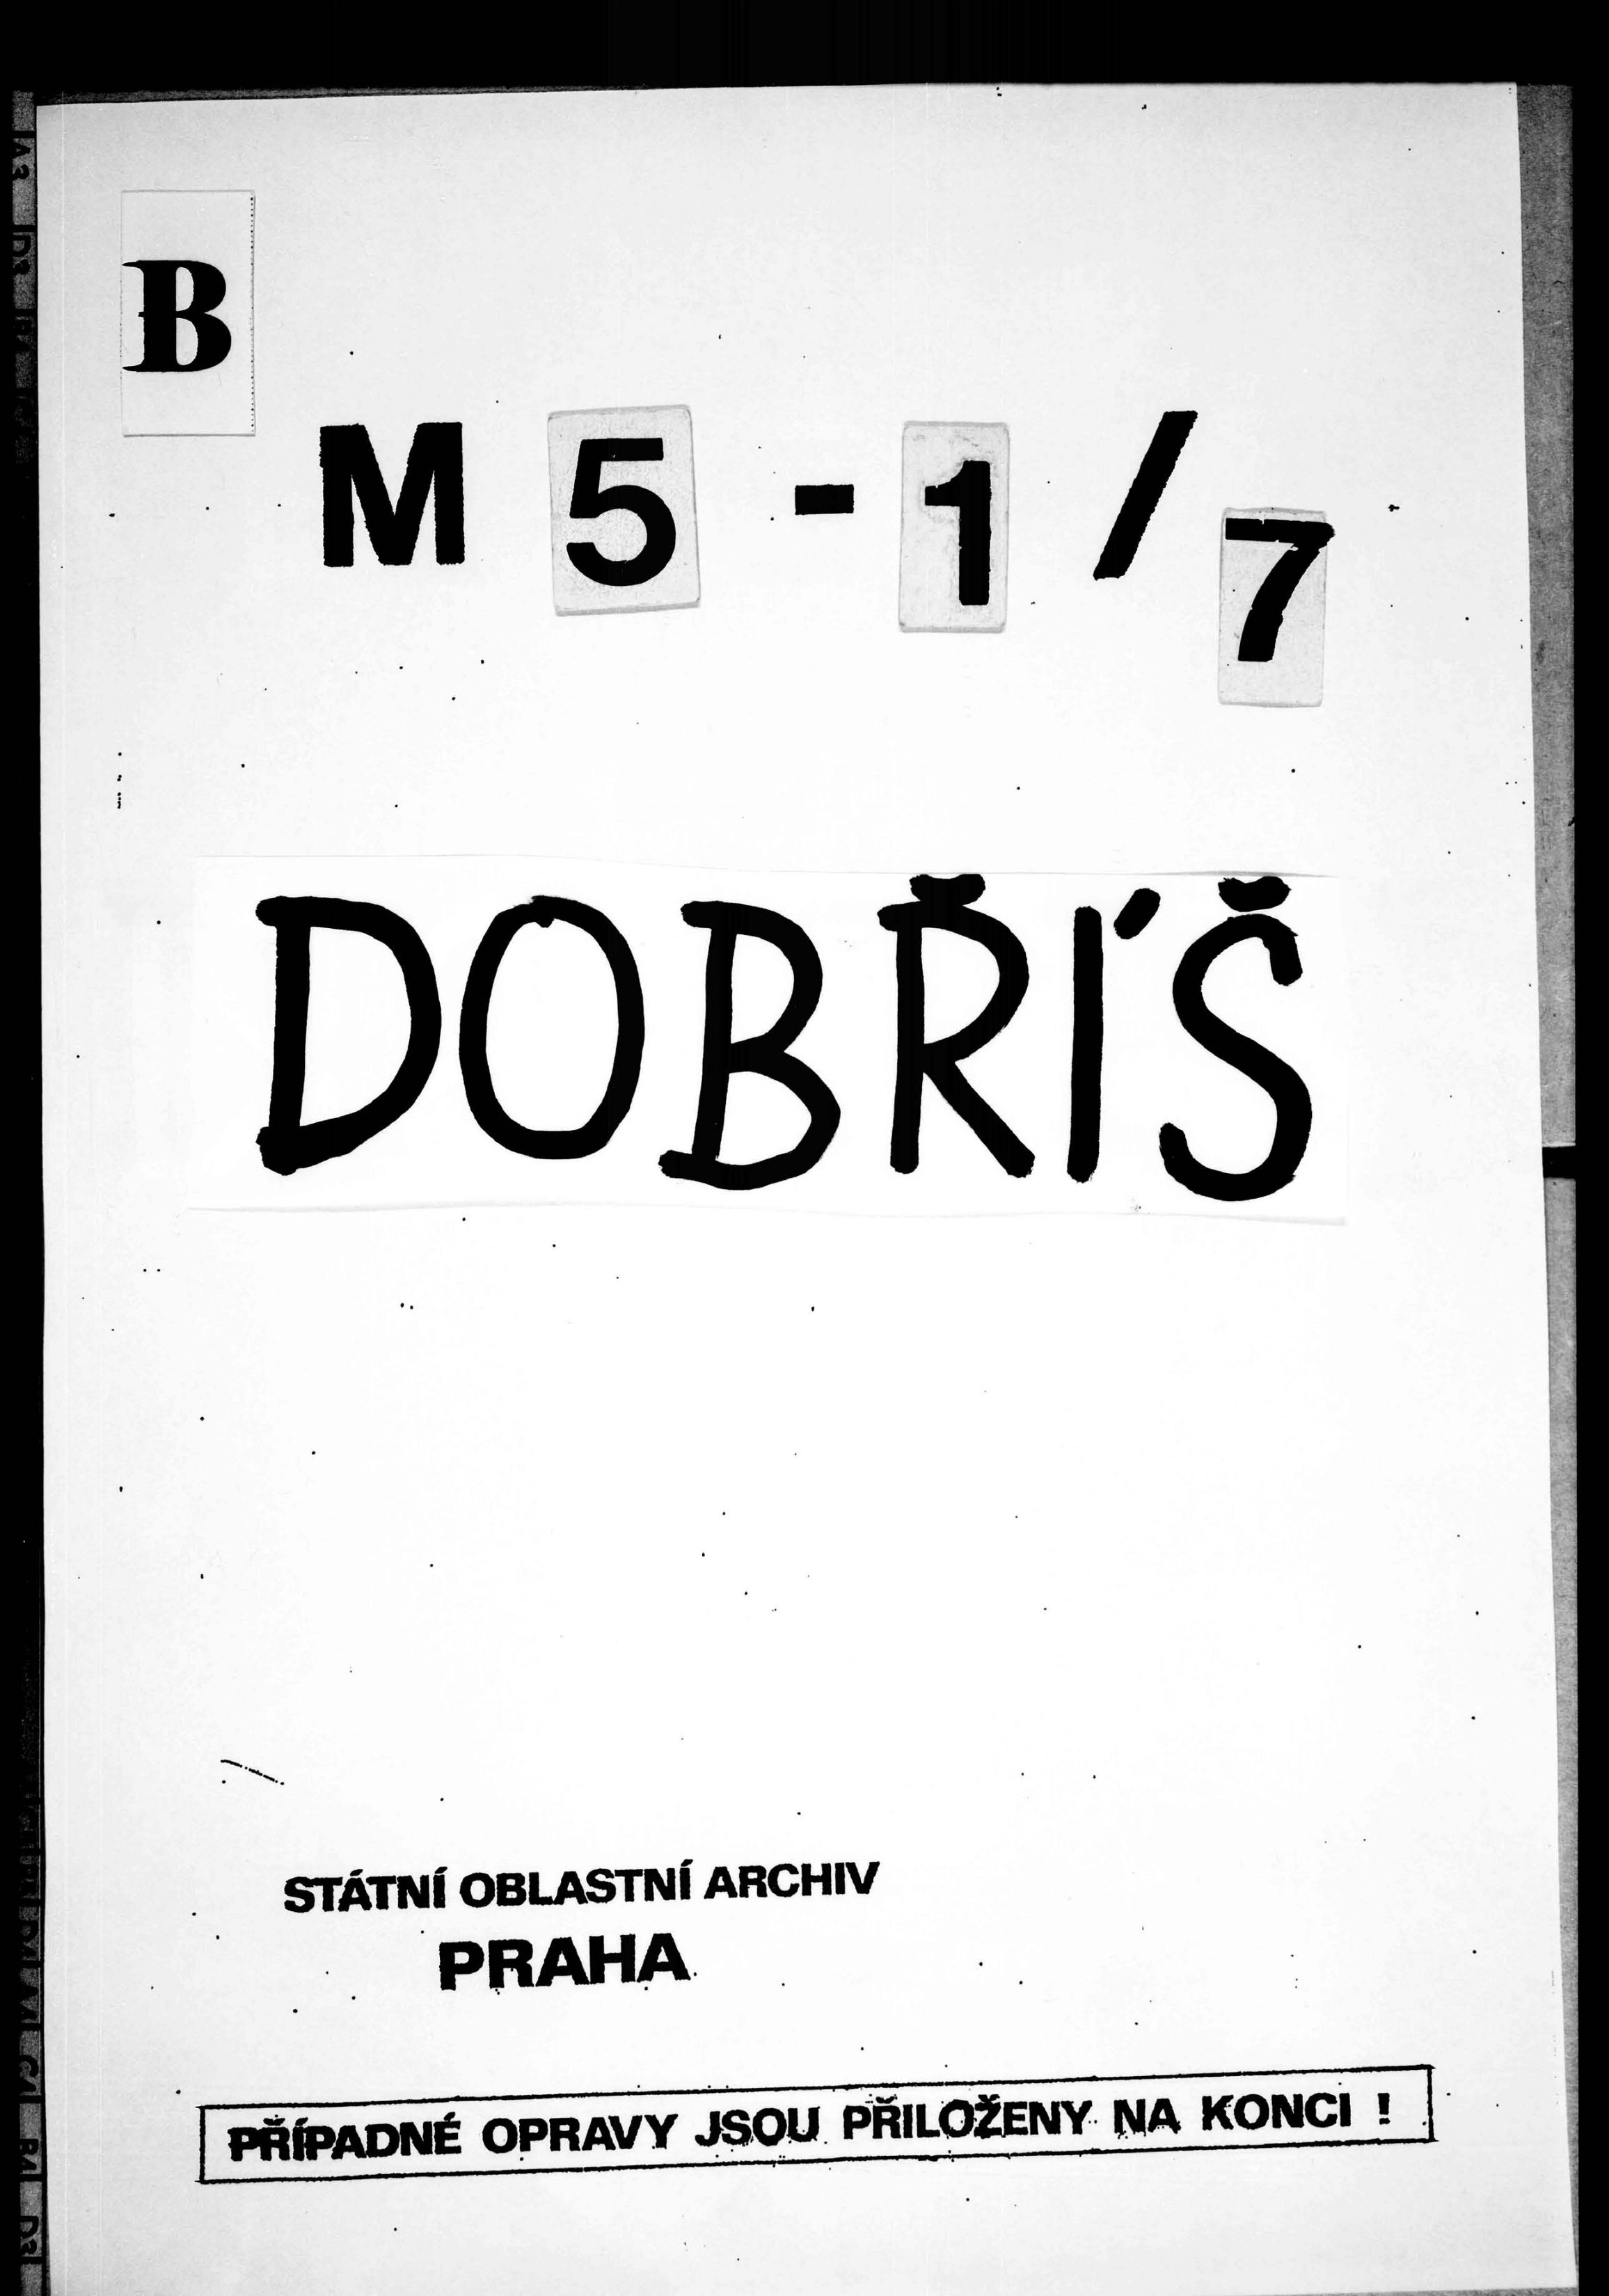 B
M 5 - 1 / 7
DOBŘÍŠ
STÁTNÍ OBLASTNÍ ARCHIV
PRAHA
PŘÍPADNÉ OPRAVY JSOU PŘILOŽENY NA KONCI !